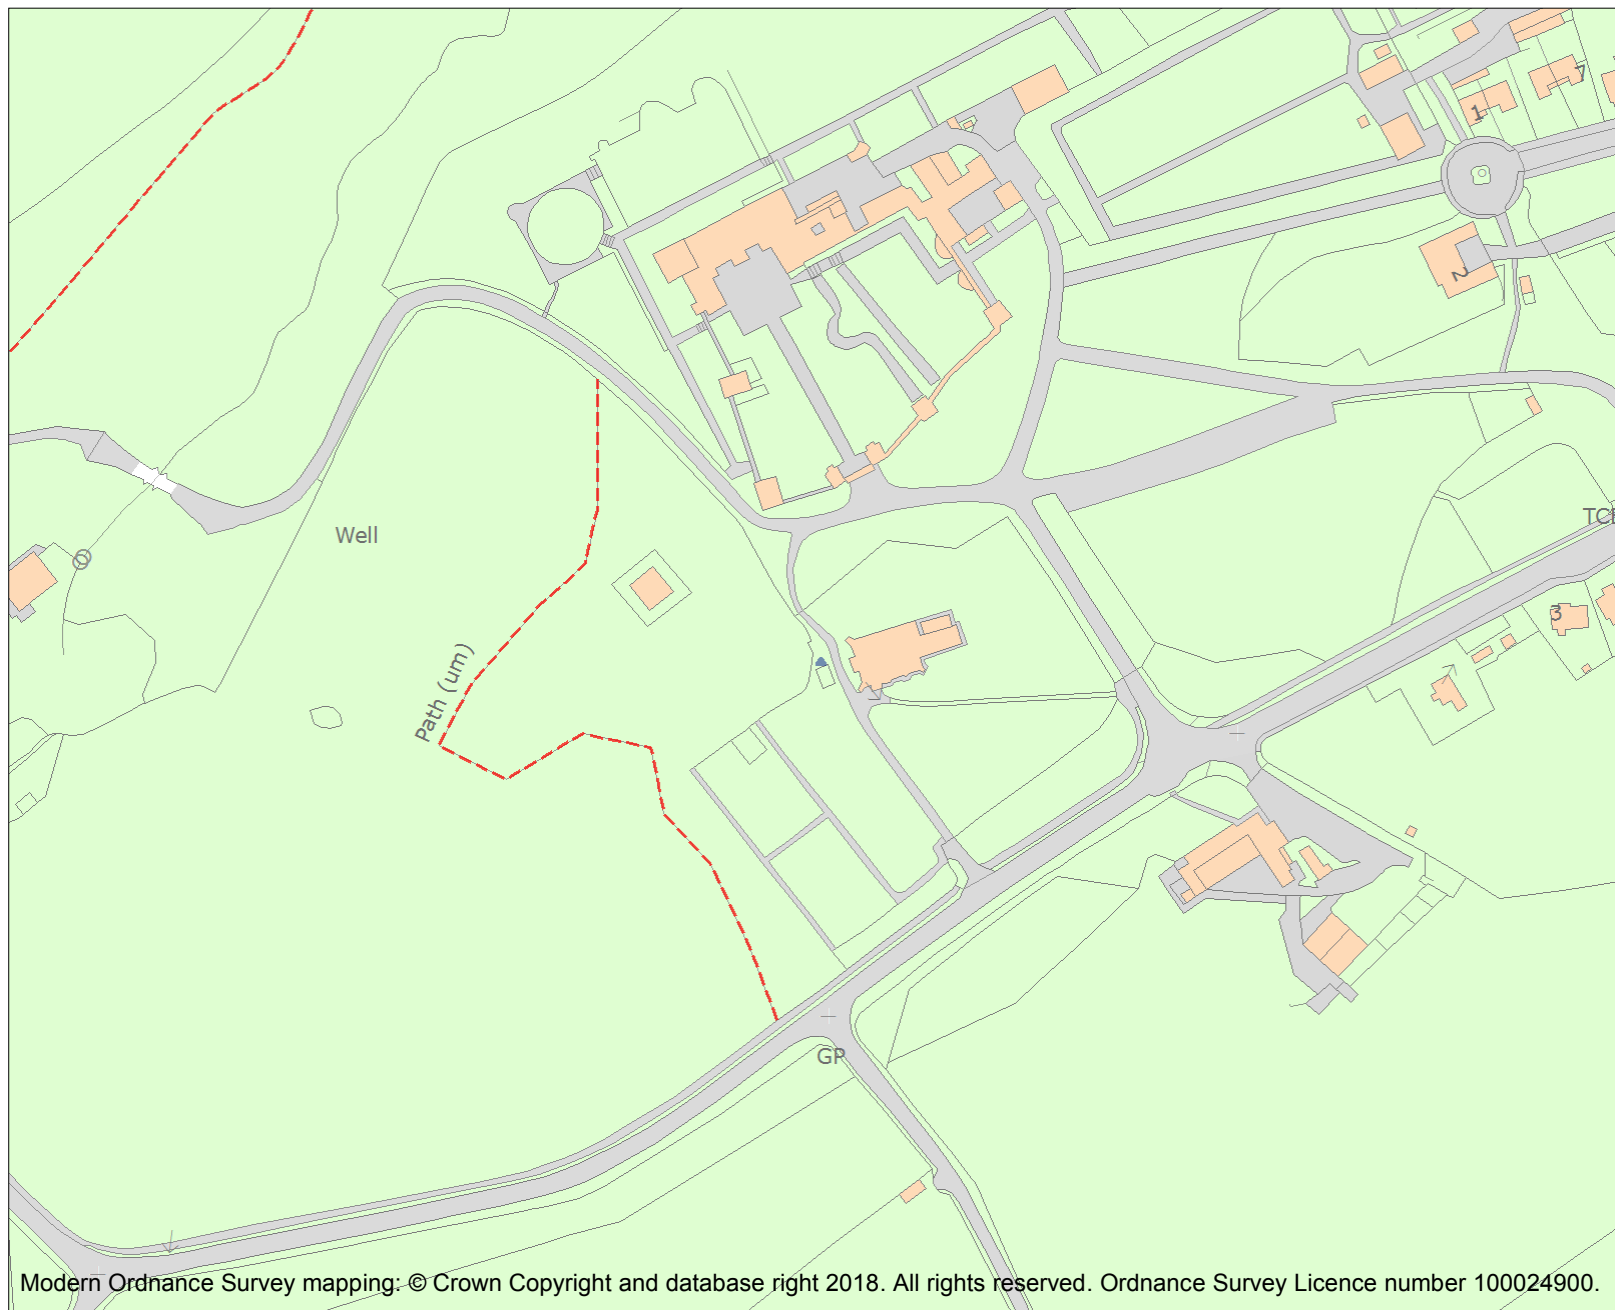 7
1
2
Well
TCB
3
Path (um)
GP
Modern Ordnance Survey mapping: © Crown Copyright and database right 2018. All rights reserved. Ordnance Survey Licence number 100024900.